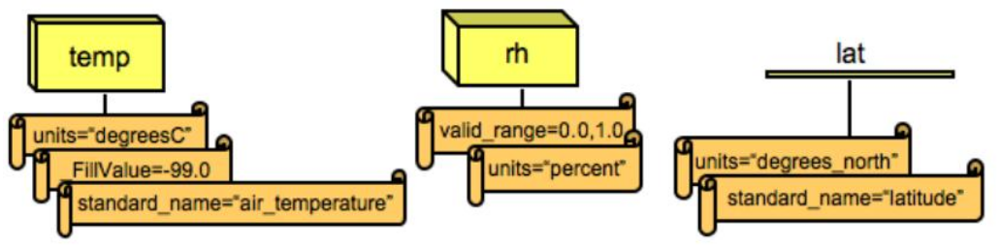 temp
units=“degreesC”
_FillValue=-99.0
standard_name=“air_temperature”
rh
valid_range=0.0,1.0
units=“percent”
lat
units=“degrees_north”
standard_name=“latitude”